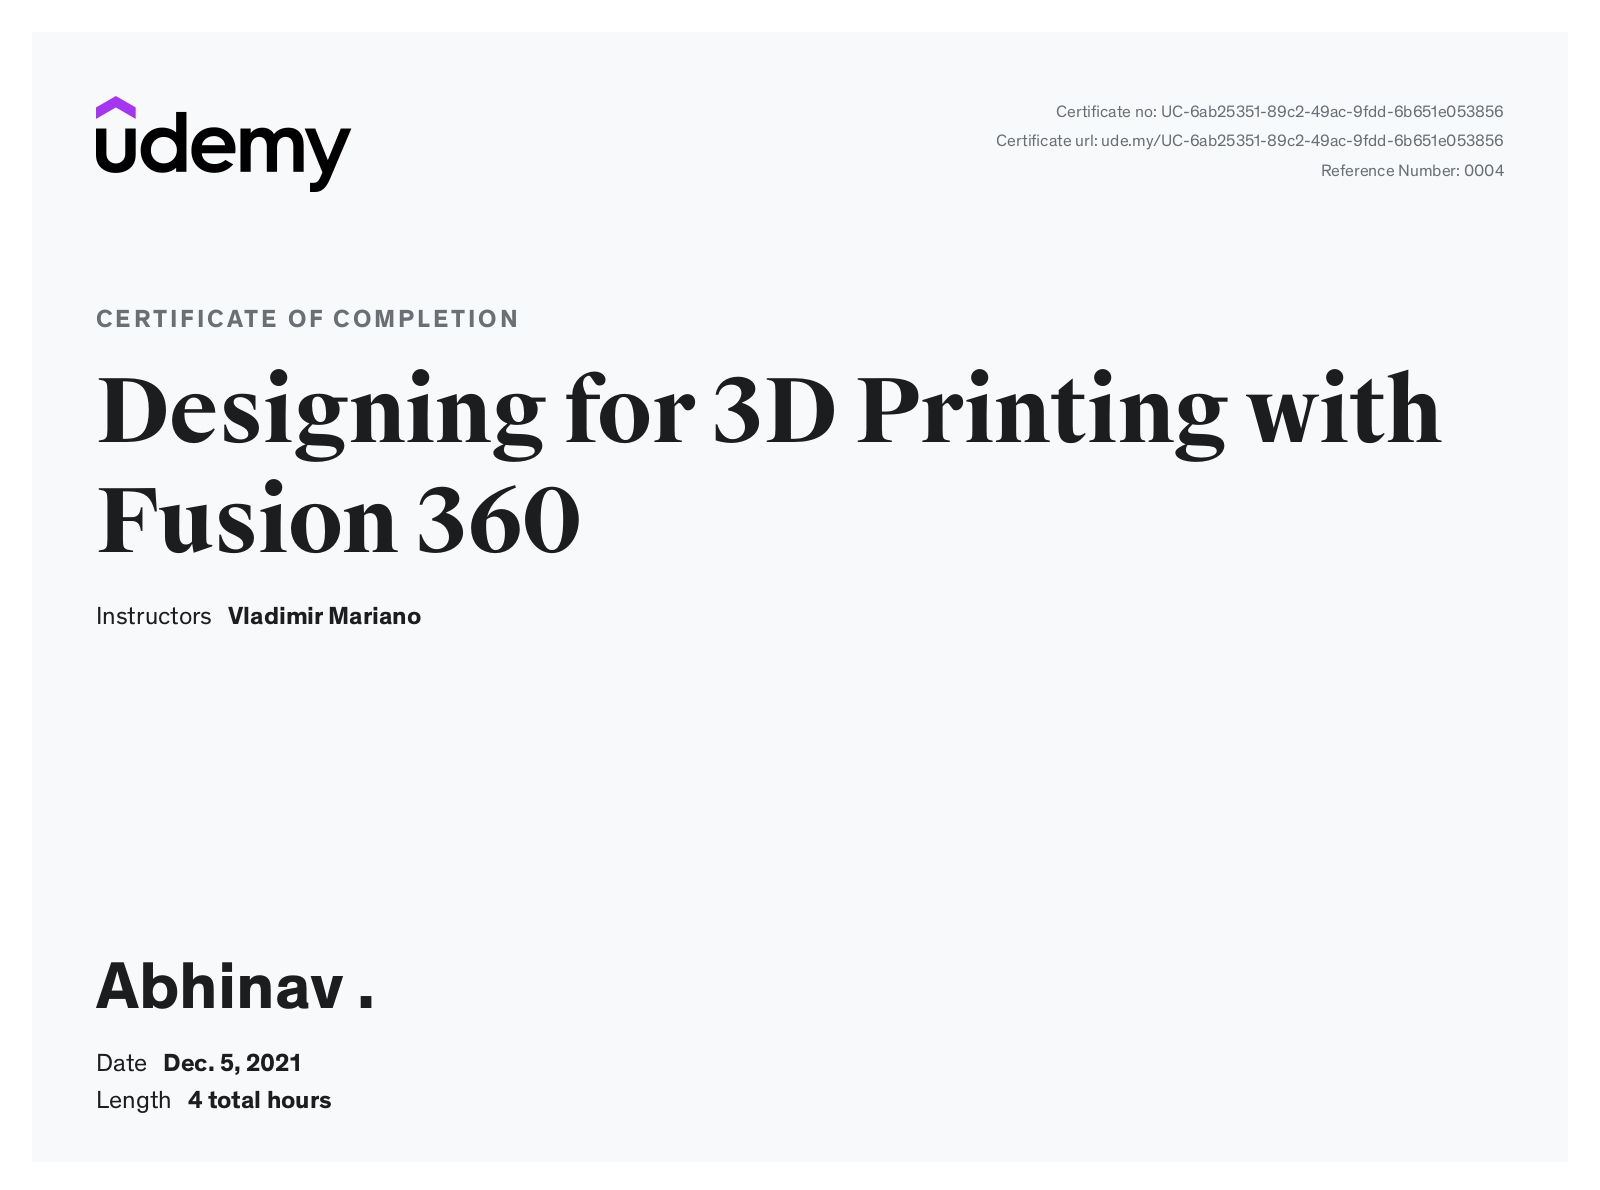 udemy
Certificate no: UC-6ab25351-89c2-49ac-9fdd-6b651e053856
Certificate url: ude.my/UC-6ab25351-89c2-49ac-9fdd-6b651e053856
Reference Number: 0004
CERTIFICATE OF COMPLETION
Designing for 3D Printing with
Fusion 360
Instructors Vladimir Mariano
Abhinav .
Date Dec. 5, 2021
Length 4 total hours